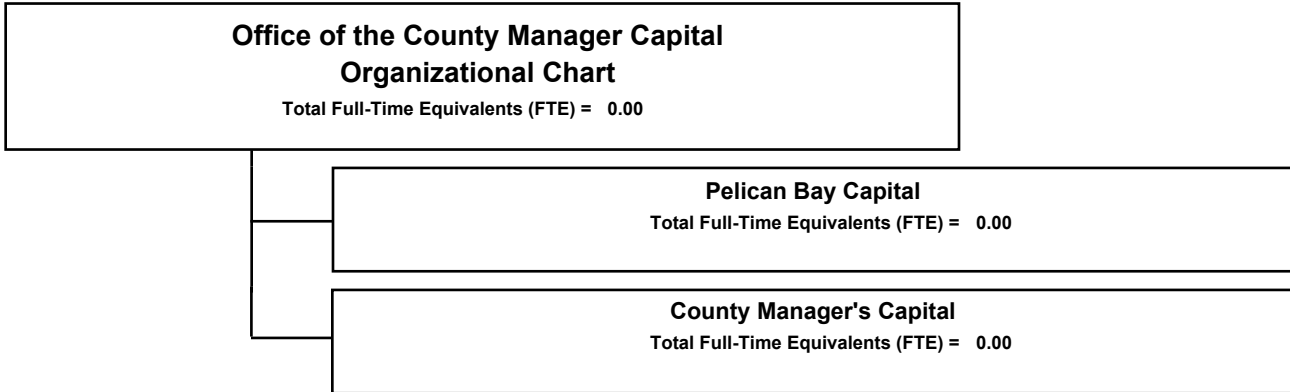 Office of the County Manager Capital
Organizational Chart
Total Full-Time Equivalents (FTE) = 0.00
Pelican Bay Capital
Total Full-Time Equivalents (FTE) = 0.00
County Manager's Capital
Total Full-Time Equivalents (FTE) = 0.00